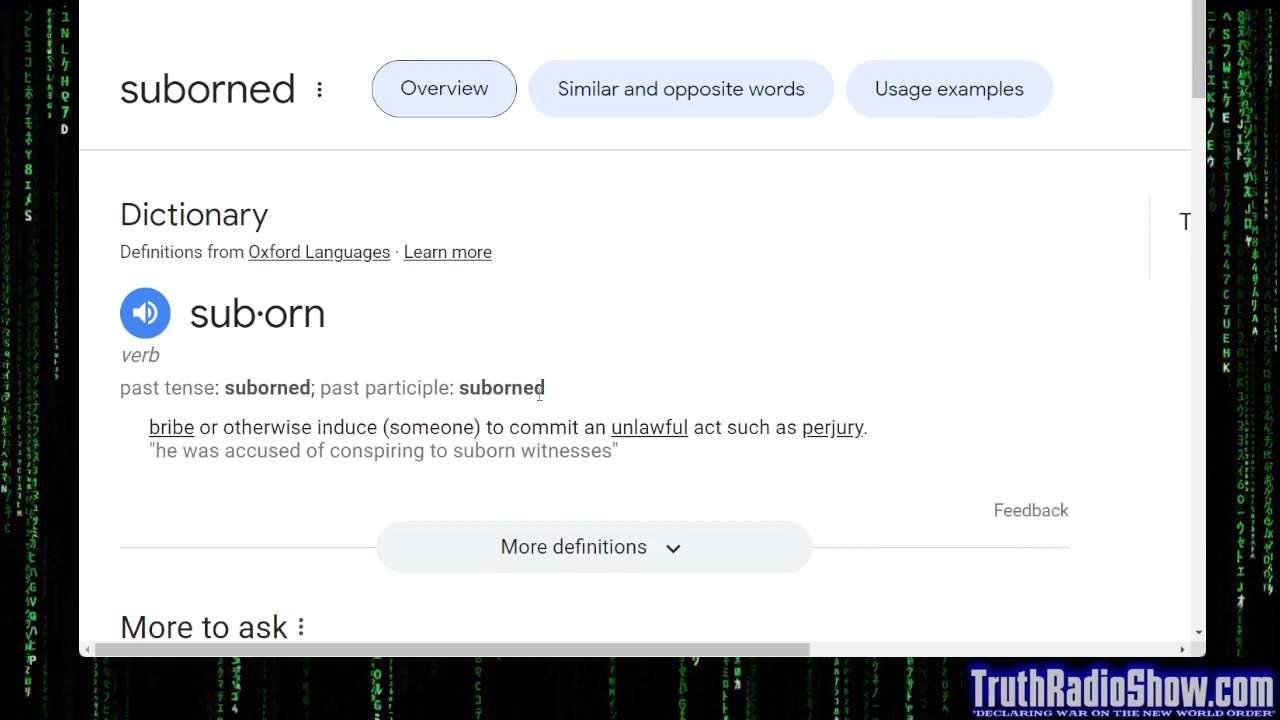 suborned
Overview
Similar and opposite words
Usage examples
Dictionary
Definitions from Oxford Languages · Learn more
T
sub·orn
verb
past tense: suborned; past participle: suborned
bribe or otherwise induce (someone) to commit an unlawful act such as perjury.
"he was accused of conspiring to suborn witnesses"
Feedback
More definitions
More to ask
TruthRadioShow.com
"DECLARING WAR ON THE NEW WORLD ORDER"